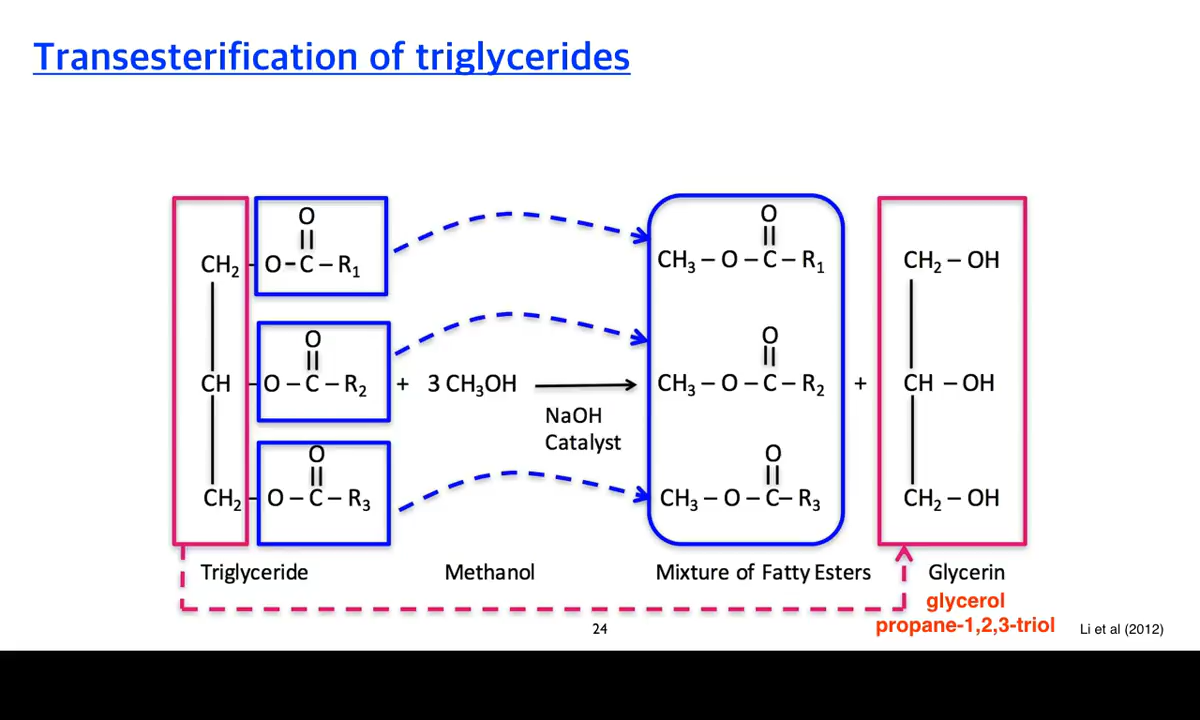 Transesterification of triglycerides
O
||
CH₂ – O – C – R₁
O
||
CH – O – C – R₂
O
||
CH₂ – O – C – R₃
+ 3 CH₃OH
NaOH
Catalyst
O
||
CH₃ – O – C – R₁
O
||
CH₃ – O – C – R₂
O
||
CH₃ – O – C – R₃
+
CH₂ – OH
CH – OH
CH₂ – OH
Triglyceride
Methanol
Mixture of Fatty Esters
Glycerin
glycerol
propane-1,2,3-triol
24
Li et al (2012)